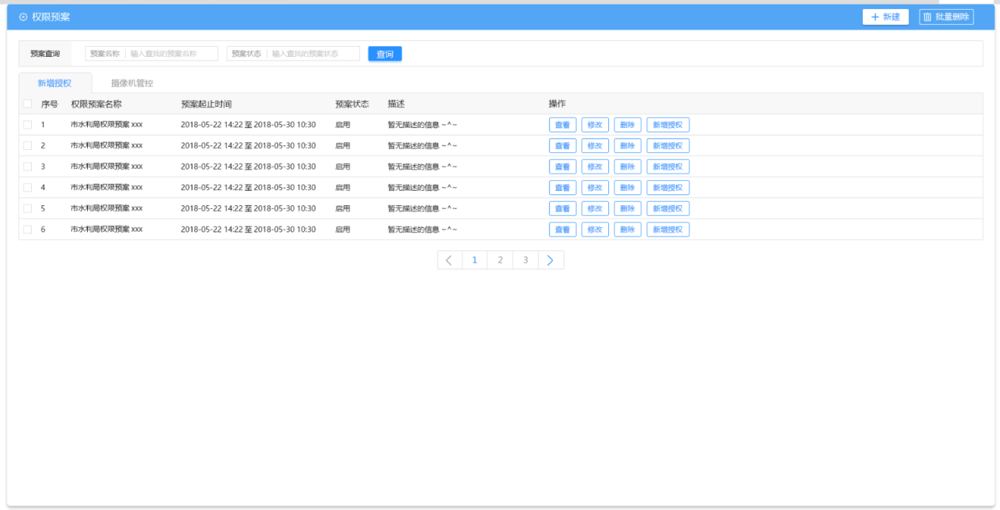 权限预案 新建 批量删除
预案查询 预案名称 输入查找的预案名称 预案状态 输入查找的预案状态 查询
新增授权 摄像机管控
序号 权限预案名称 预案起止时间 预案状态 描述 操作
1 市水利局权限预案 xxx 2018-05-22 14:22 至 2018-05-30 10:30 启用 暂无描述的信息 ~^~ 查看 修改 删除 新增授权
2 市水利局权限预案 xxx 2018-05-22 14:22 至 2018-05-30 10:30 启用 暂无描述的信息 ~^~ 查看 修改 删除 新增授权
3 市水利局权限预案 xxx 2018-05-22 14:22 至 2018-05-30 10:30 启用 暂无描述的信息 ~^~ 查看 修改 删除 新增授权
4 市水利局权限预案 xxx 2018-05-22 14:22 至 2018-05-30 10:30 启用 暂无描述的信息 ~^~ 查看 修改 删除 新增授权
5 市水利局权限预案 xxx 2018-05-22 14:22 至 2018-05-30 10:30 启用 暂无描述的信息 ~^~ 查看 修改 删除 新增授权
6 市水利局权限预案 xxx 2018-05-22 14:22 至 2018-05-30 10:30 启用 暂无描述的信息 ~^~ 查看 修改 删除 新增授权
1 2 3